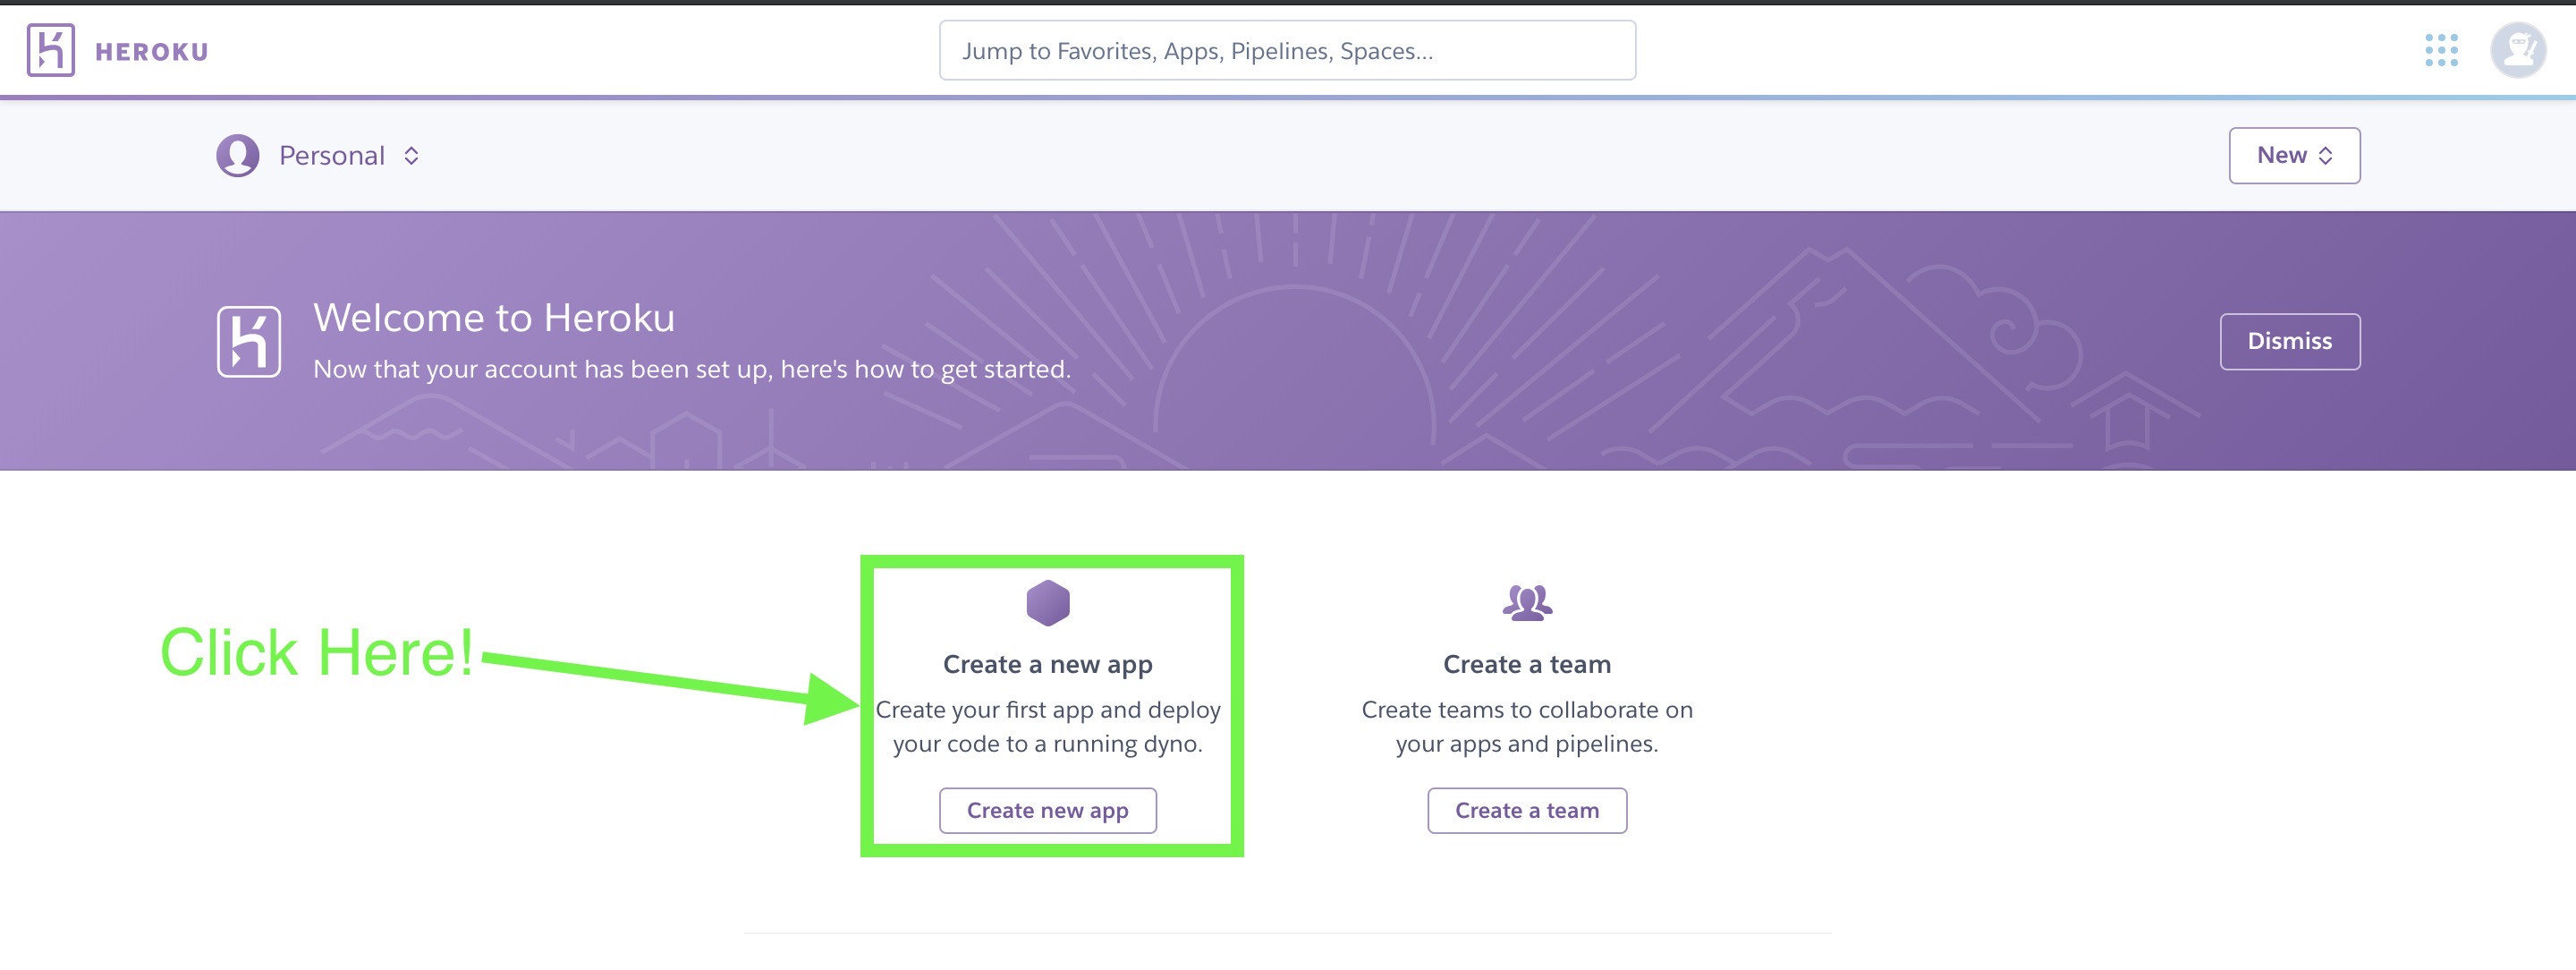 HEROKU
Jump to Favorites, Apps, Pipelines, Spaces...
Personal
New
Welcome to Heroku
Now that your account has been set up, here's how to get started.
Dismiss
Click Here!
Create a new app
Create your first app and deploy
your code to a running dyno.
Create new app
Create a team
Create teams to collaborate on
your apps and pipelines.
Create a team